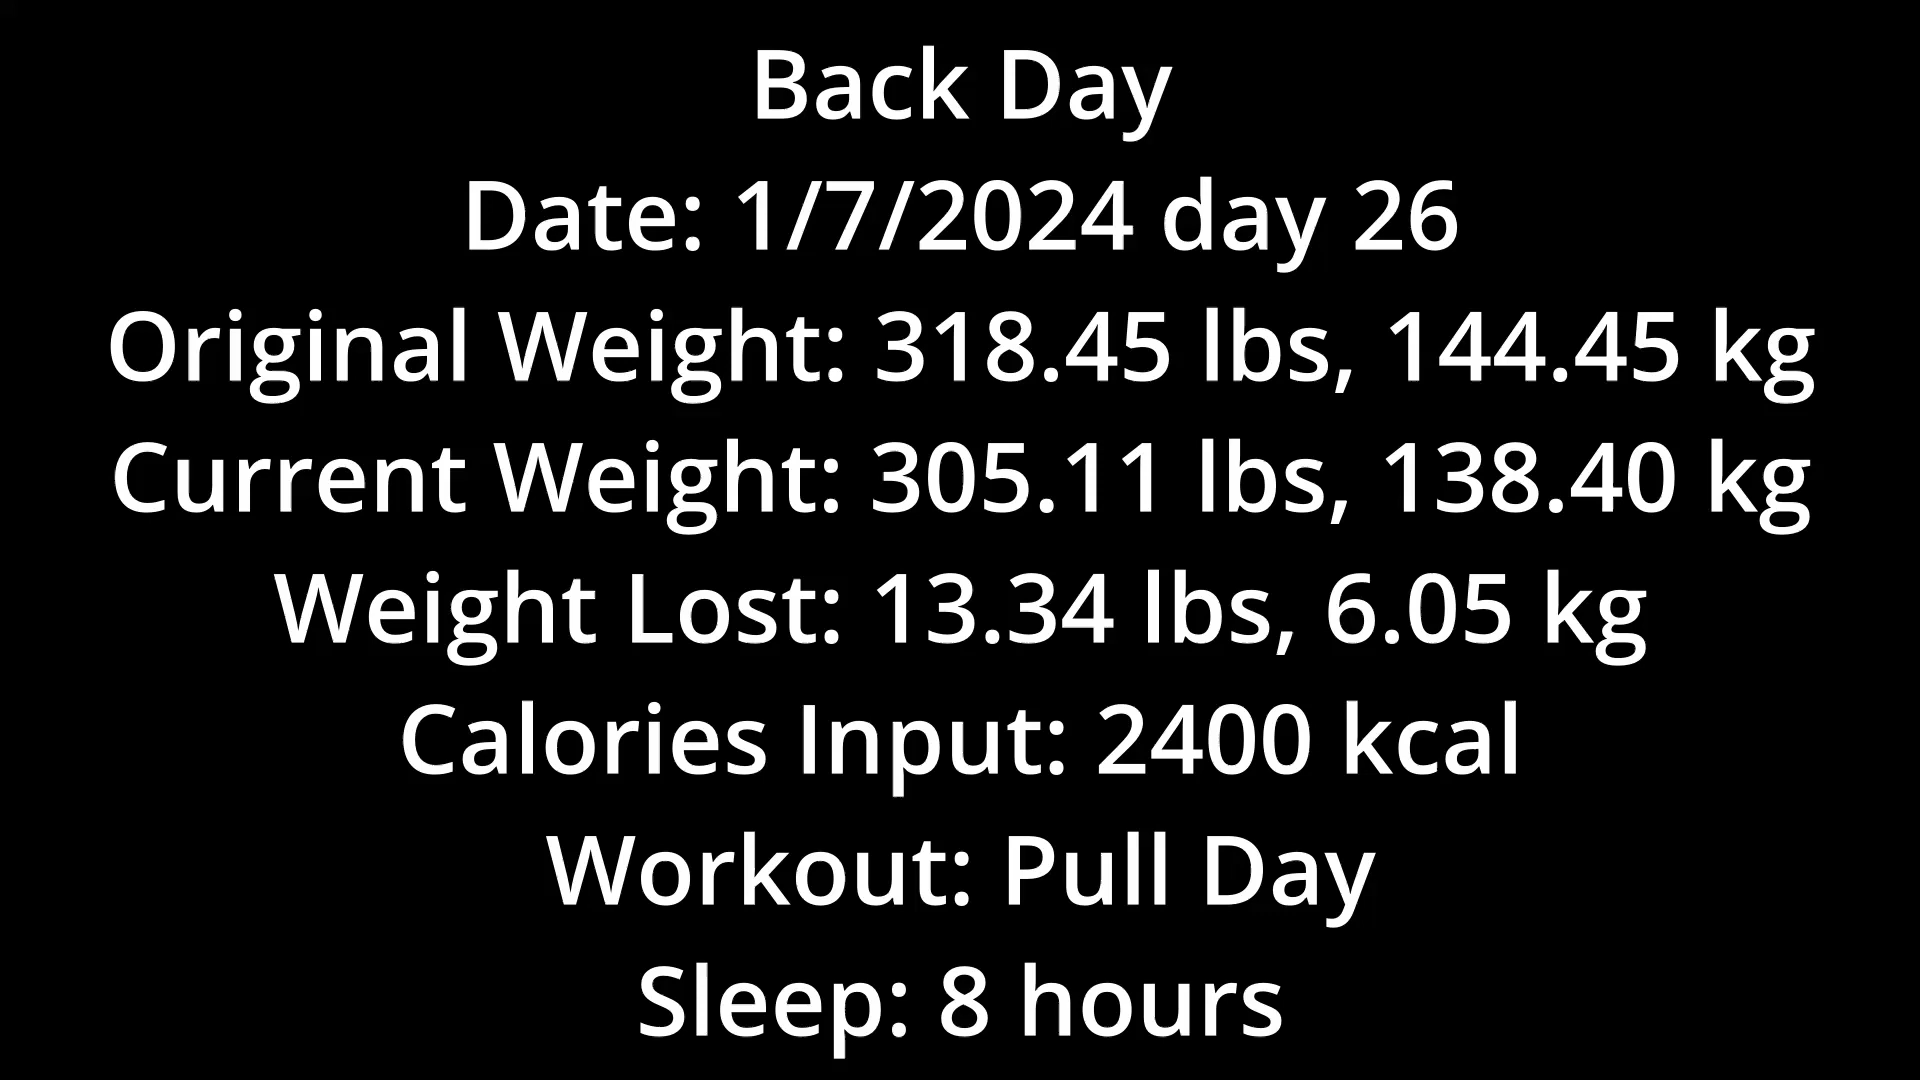 Back Day
Date: 1/7/2024 day 26
Original Weight: 318.45 lbs, 144.45 kg
Current Weight: 305.11 lbs, 138.40 kg
Weight Lost: 13.34 lbs, 6.05 kg
Calories Input: 2400 kcal
Workout: Pull Day
Sleep: 8 hours